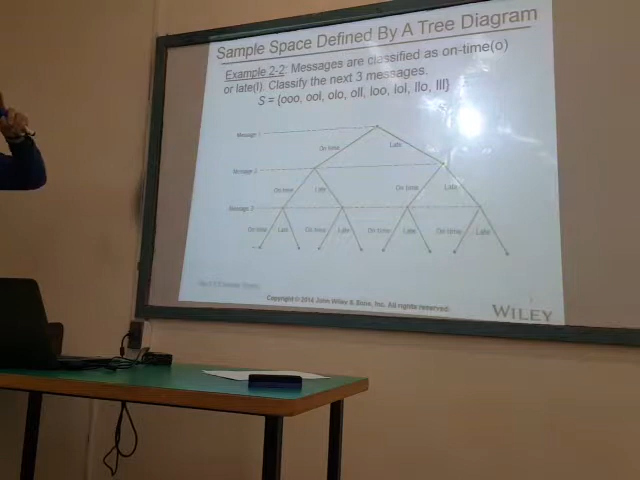 Sample Space Defined By A Tree Diagram
Example 2-2: Messages are classified as on-time(o)
or late(l). Classify the next 3 messages.
S = {ooo, ool, olo, oll, loo, lol, llo, lll}
Message 1
On time Late
Message 2
On time Late On time Late
Message 3
On time Late On time Late On time Late On time Late
Copyright © 2014 John Wiley & Sons, Inc. All rights reserved.
WILEY